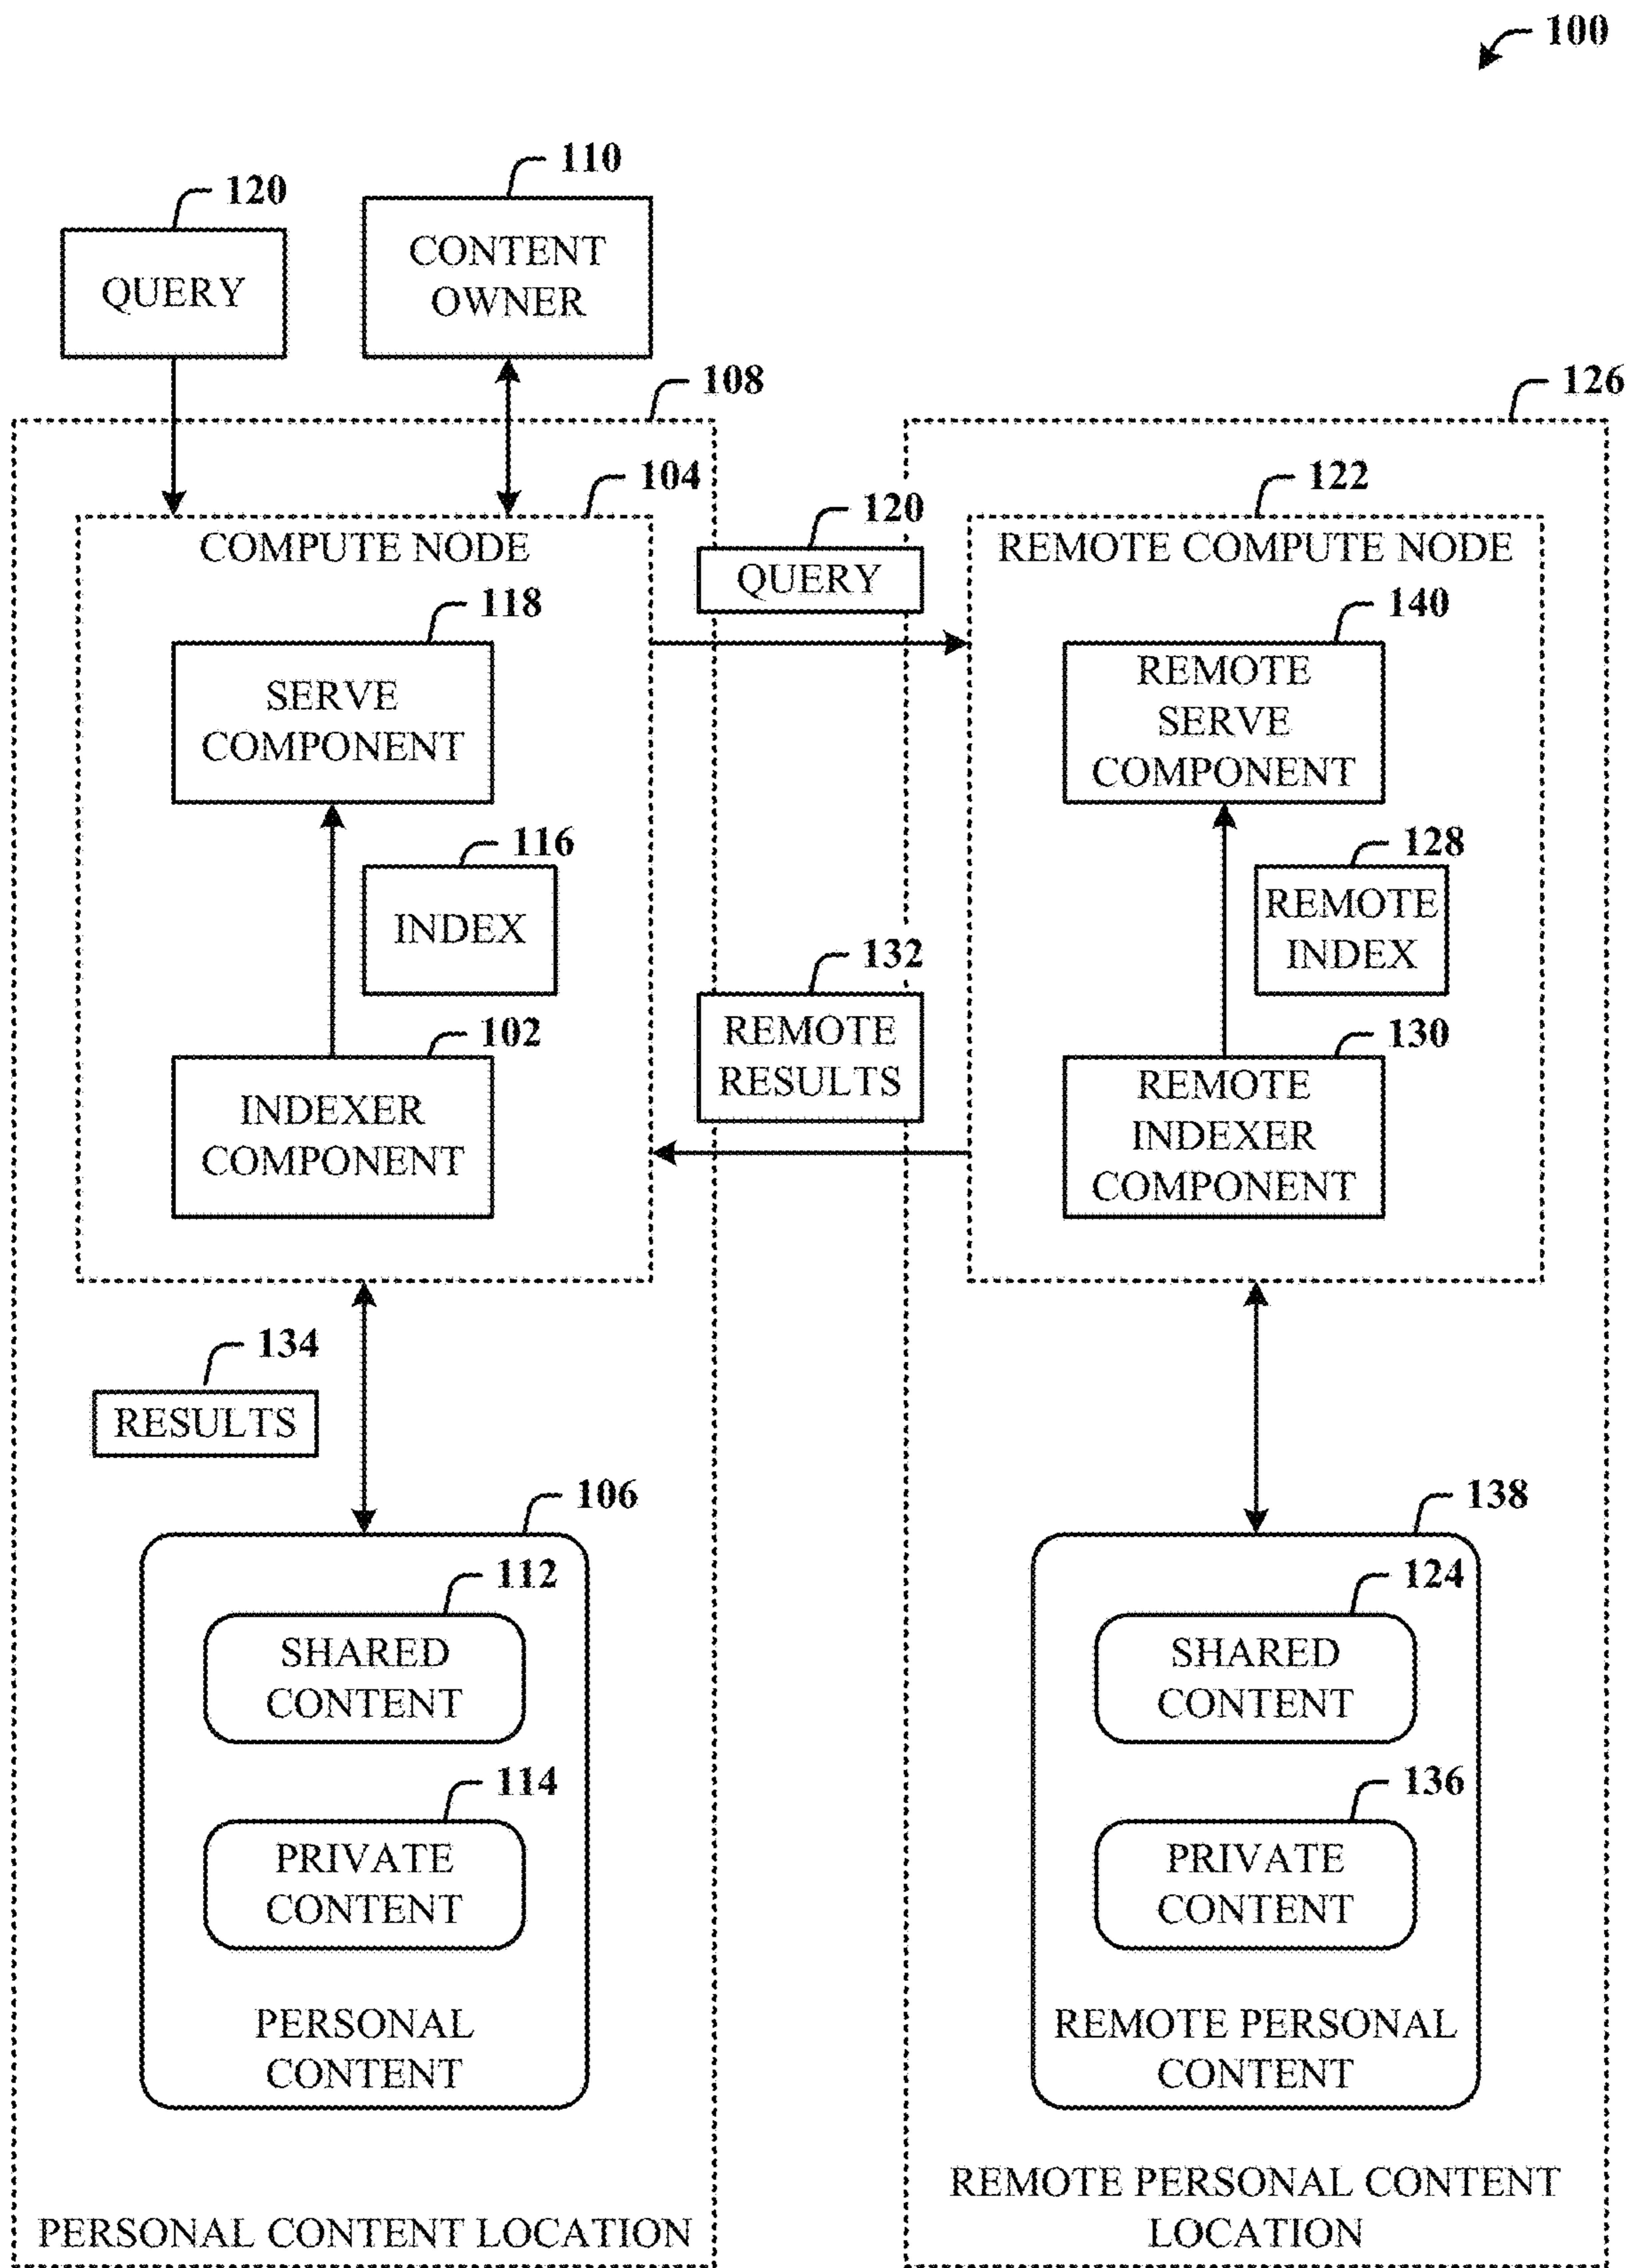 100
110
120
CONTENT
OWNER
QUERY
108
126
104
122
120
COMPUTE NODE
QUERY
REMOTE COMPUTE NODE
118
140
SERVE
COMPONENT
REMOTE
SERVE
COMPONENT
116
128
INDEX
REMOTE
INDEX
132
REMOTE
RESULTS
102
130
INDEXER
COMPONENT
REMOTE
INDEXER
COMPONENT
134
RESULTS
106
138
112
124
SHARED
CONTENT
SHARED
CONTENT
114
136
PRIVATE
CONTENT
PRIVATE
CONTENT
PERSONAL
CONTENT
REMOTE PERSONAL
CONTENT
PERSONAL CONTENT LOCATION
REMOTE PERSONAL CONTENT
LOCATION